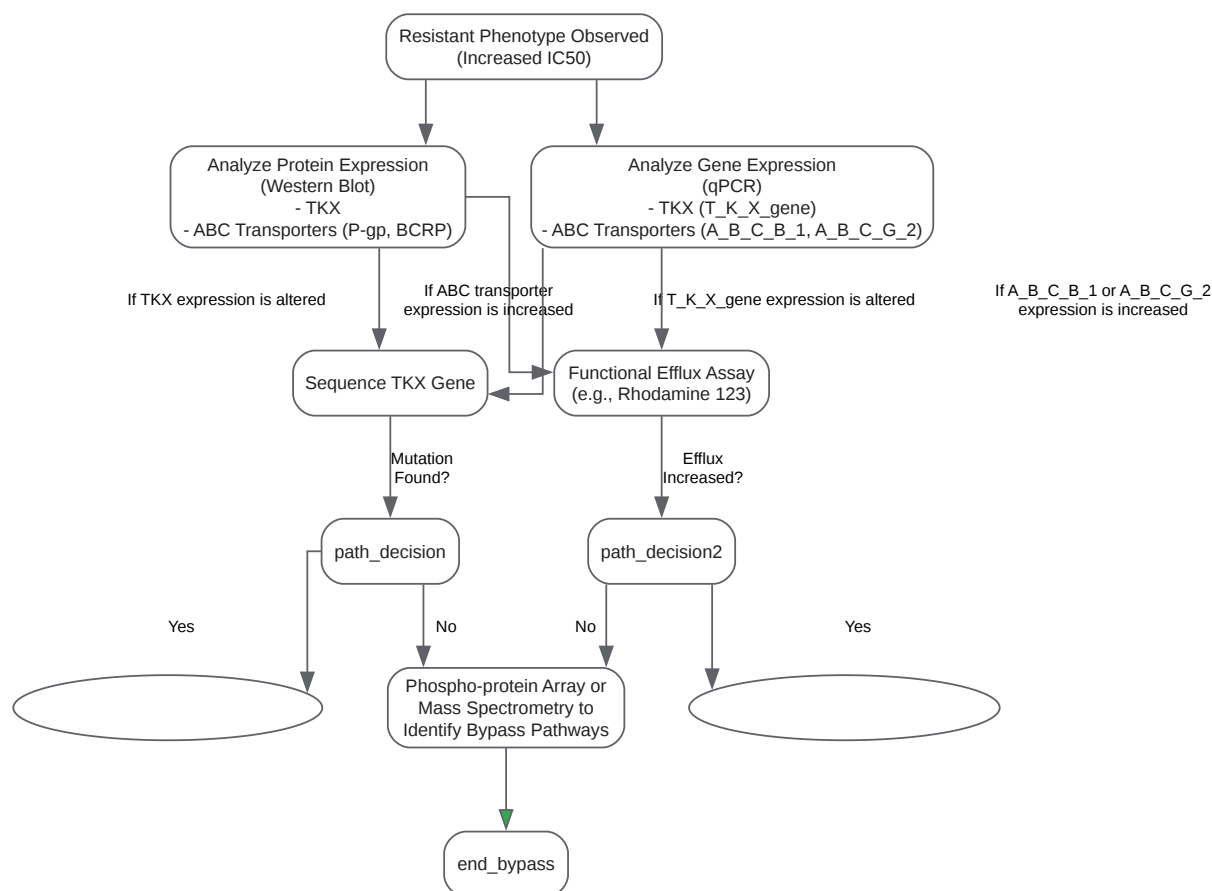 Resistant Phenotype Observed
(Increased IC50)
Analyze Protein Expression
(Western Blot)
- TKX
- ABC Transporters (P-gp, BCRP)
Analyze Gene Expression
(qPCR)
- TKX (T_K_X_gene)
- ABC Transporters (A_B_C_B_1, A_B_C_G_2)
If TKX expression is altered
If ABC transporter
expression is increased
If T_K_X_gene expression is altered
If A_B_C_B_1 or A_B_C_G_2
expression is increased
Sequence TKX Gene
Functional Efflux Assay
(e.g., Rhodamine 123)
Mutation
Found?
Efflux
Increased?
path_decision
path_decision2
Yes
No
No
Yes
Phospho-protein Array or
Mass Spectrometry to
Identify Bypass Pathways
end_bypass